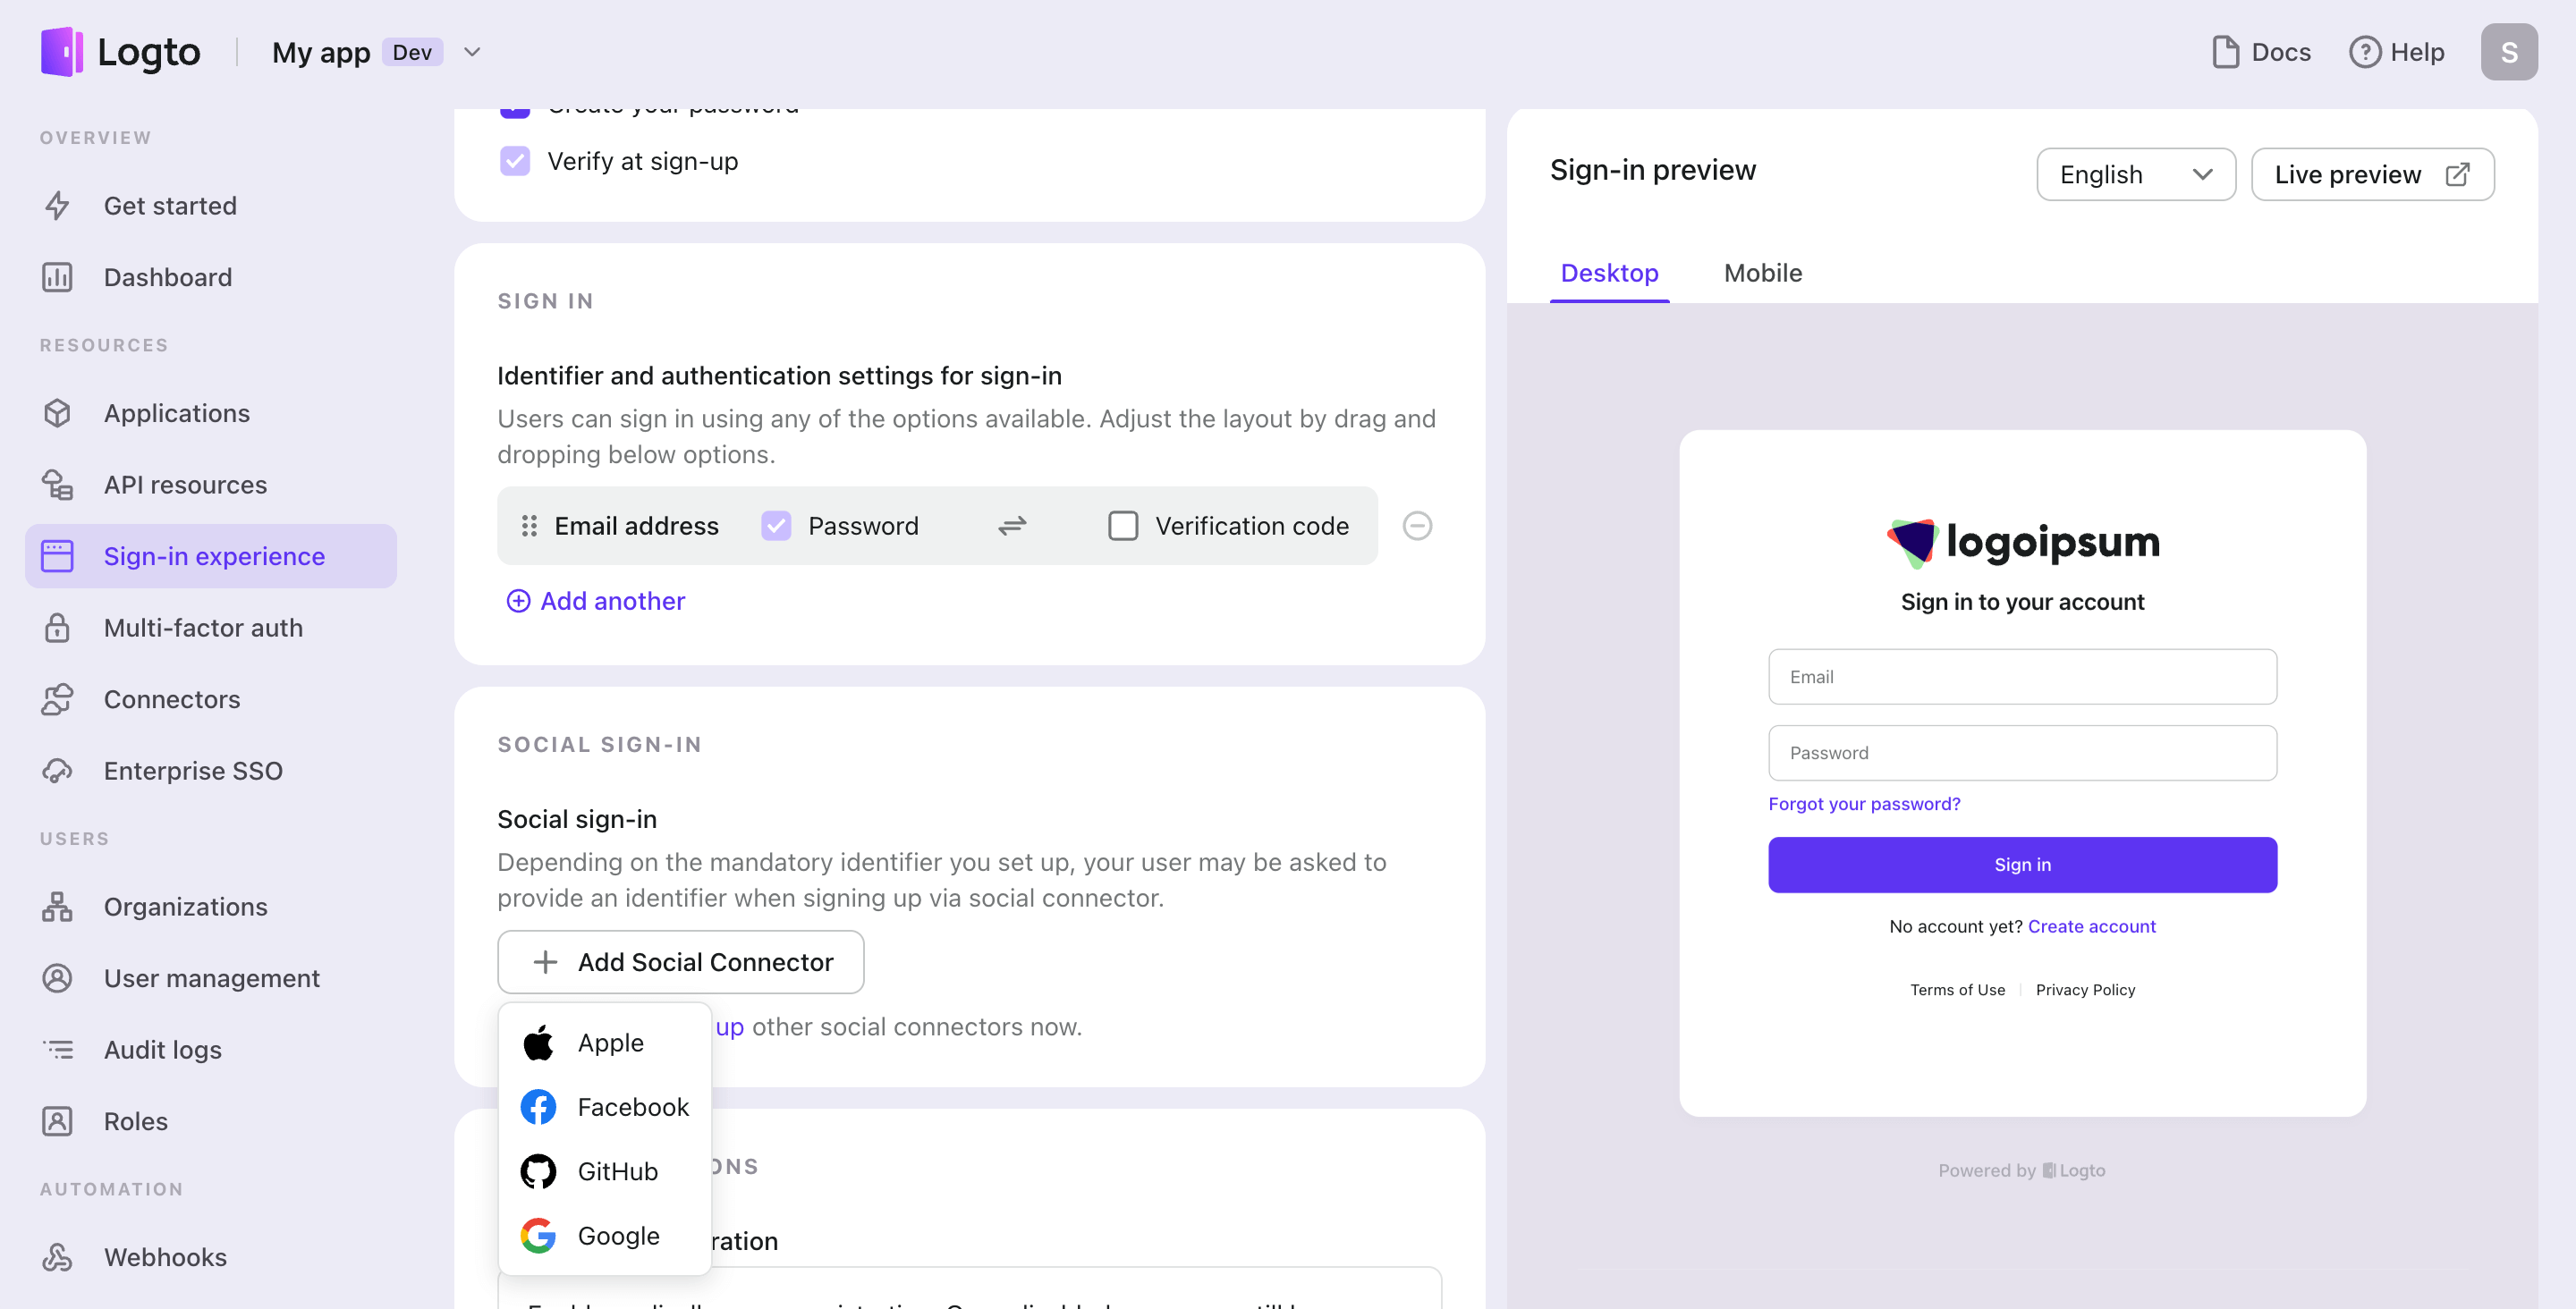 Logto
My app Dev
Docs
Help
S
OVERVIEW
Get started
Dashboard
RESOURCES
Applications
API resources
Sign-in experience
Multi-factor auth
Connectors
Enterprise SSO
USERS
Organizations
User management
Audit logs
Roles
AUTOMATION
Webhooks
Create your password
Verify at sign-up
SIGN IN
Identifier and authentication settings for sign-in
Users can sign in using any of the options available. Adjust the layout by drag and
dropping below options.
Email address Password Verification code
Add another
SOCIAL SIGN-IN
Social sign-in
Depending on the mandatory identifier you set up, your user may be asked to
provide an identifier when signing up via social connector.
Add Social Connector
up other social connectors now.
Apple
Facebook
GitHub
Google
Sign-in preview
English
Live preview
Desktop
Mobile
logoipsum
Sign in to your account
Email
Password
Forgot your password?
Sign in
No account yet? Create account
Terms of Use
Privacy Policy
Powered by Logto